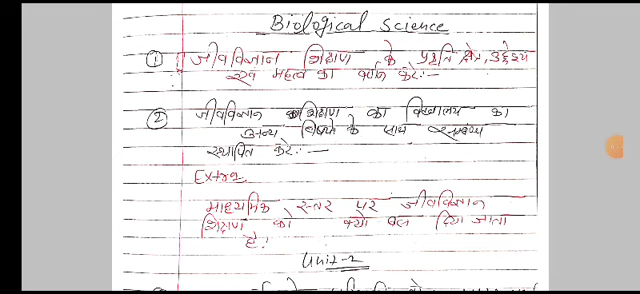 Biological Science
① जीवविज्ञान शिक्षण के प्रकृति क्षेत्र, उद्देश्य
एवं महत्व का वर्णन करें:-
② जीवविज्ञान शिक्षण का विद्यालय का
अन्य विषयों के साथ सम्बंध
स्थापित करें:—
Extra
माध्यमिक स्तर पर जीवविज्ञान
शिक्षण को क्यों बल दिया जाता
है।
Unit-2